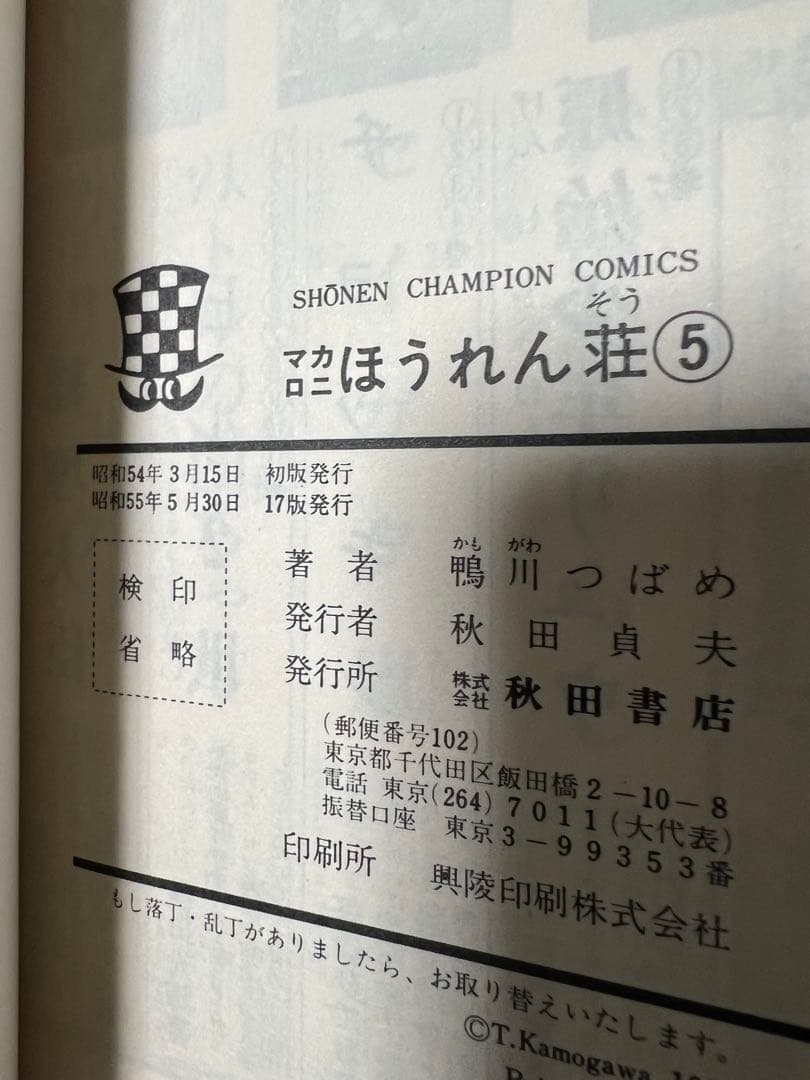 SHŌNEN CHAMPION COMICS
マカロニほうれん荘⑤
そう
昭和54年3月15日 初版発行
昭和55年5月30日 17版発行
検印
省略
かも がわ
著者 鴨川つばめ
発行者 秋田貞夫
発行所 株式会社 秋田書店
(郵便番号102)
東京都千代田区飯田橋2-10-8
電話 東京(264)7011(大代表)
振替口座 東京3-99353番
印刷所 興陵印刷株式会社
もし落丁・乱丁がありましたら、お取り替えいたします。
©T.Kamogawa